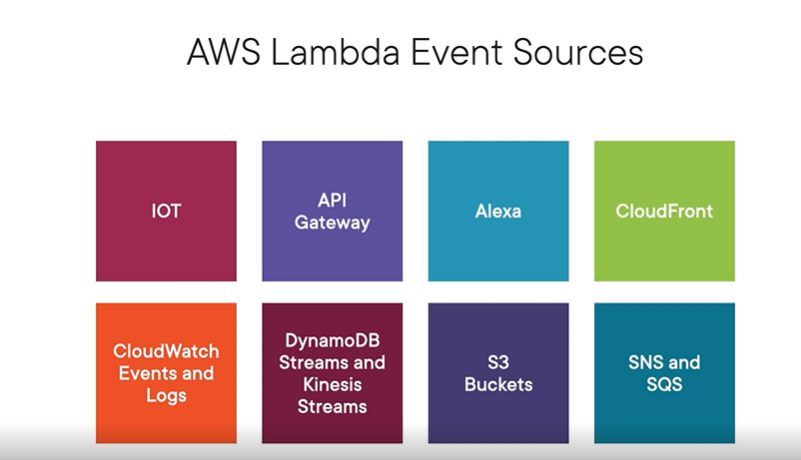 AWS Lambda Event Sources
IOT
API
Gateway
Alexa
CloudFront
CloudWatch
Events and
Logs
DynamoDB
Streams and
Kinesis
Streams
S3
Buckets
SNS and
SQS